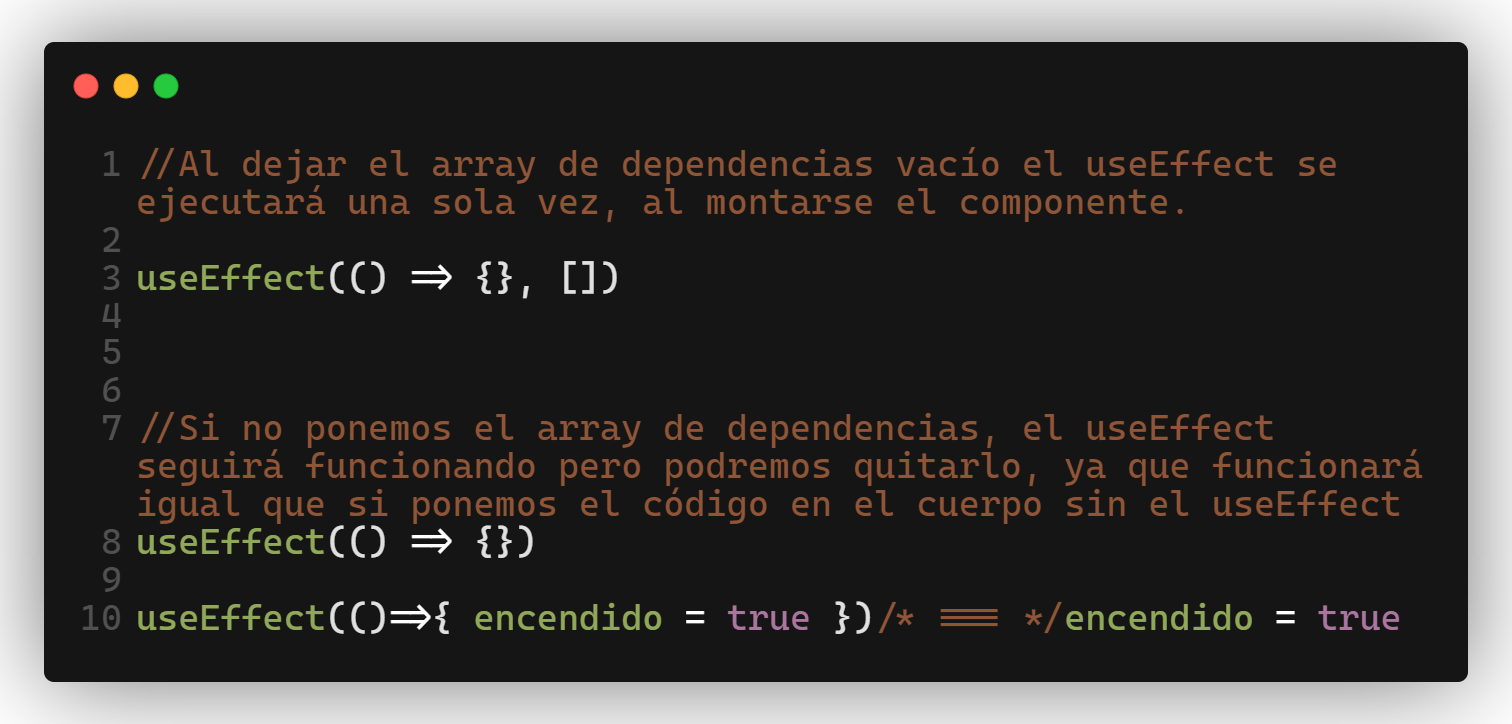 1 //Al dejar el array de dependencias vacío el useEffect se
ejecutará una sola vez, al montarse el componente.
2
3 useEffect(() => {}, [])
4
5
6
7 //Si no ponemos el array de dependencias, el useEffect
seguirá funcionando pero podremos quitarlo, ya que funcionará
igual que si ponemos el código en el cuerpo sin el useEffect
8 useEffect(() => {})
9
10 useEffect(()=>{ encendido = true })/* === */encendido = true